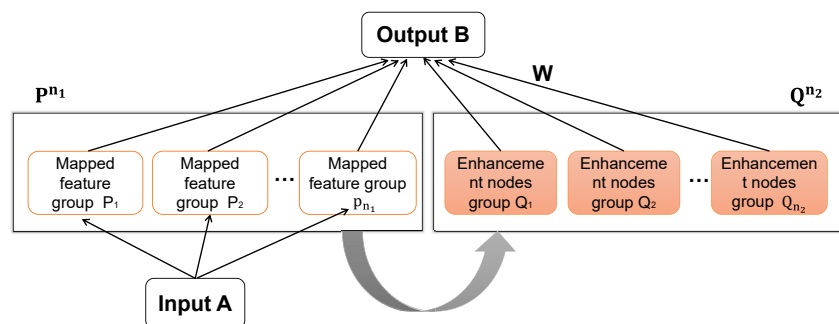 Output B
W
P^{n_1}
Q^{n_2}
Mapped
feature
group P₁
Mapped
feature
group P₂
...
Mapped
feature group
p_{n_1}
Enhanceme
nt nodes
group Q₁
Enhanceme
nt nodes
group Q₂
...
Enhancemen
t nodes
group Q_{n_2}
Input A